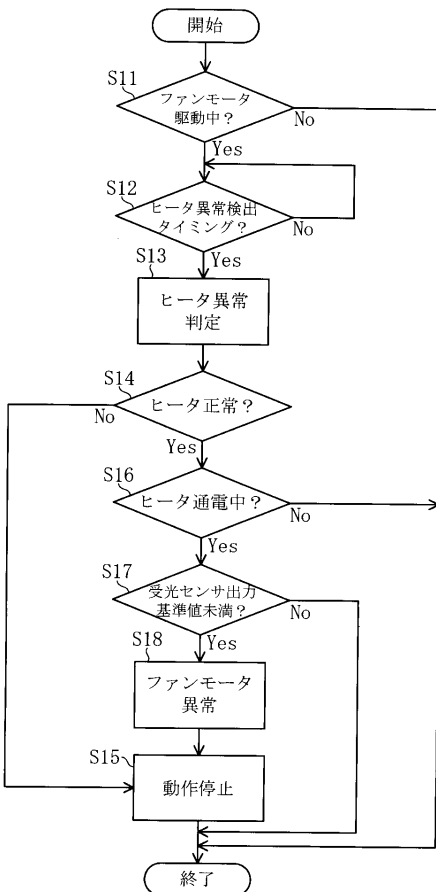 開始
S11
ファンモータ
駆動中?
No
Yes
S12
ヒータ異常検出
タイミング?
No
Yes
S13
ヒータ異常
判定
S14
ヒータ正常?
No
Yes
S16
ヒータ通電中?
No
Yes
S17
受光センサ出力
基準値未満?
No
Yes
S18
ファンモータ
異常
S15
動作停止
終了